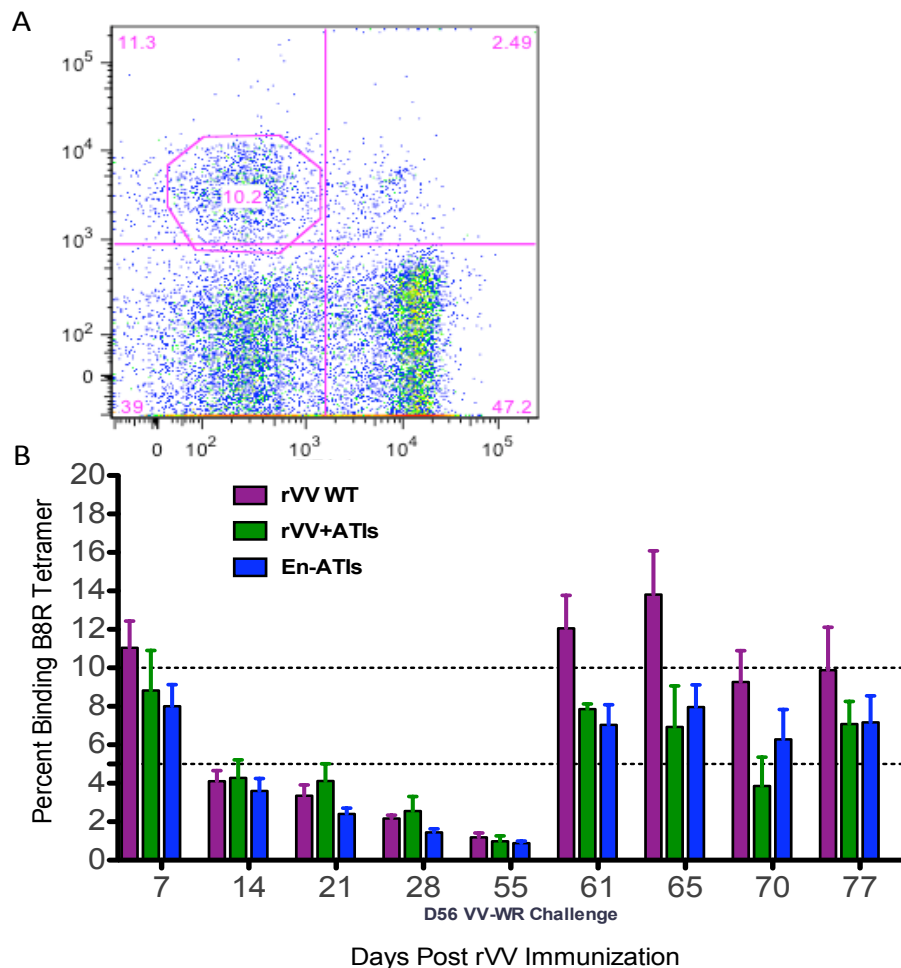 A
11.3
2.49
10⁵
10⁴
10.2
10³
10²
0
39
47.2
0 10² 10³ 10⁴ 10⁵
B
20
18
16
14
12
10
8
6
4
2
0
Percent Binding B8R Tetramer
rVV WT
rVV+ATIs
En-ATIs
7 14 21 28 55 61 65 70 77
D56 VV-WR Challenge
Days Post rVV Immunization